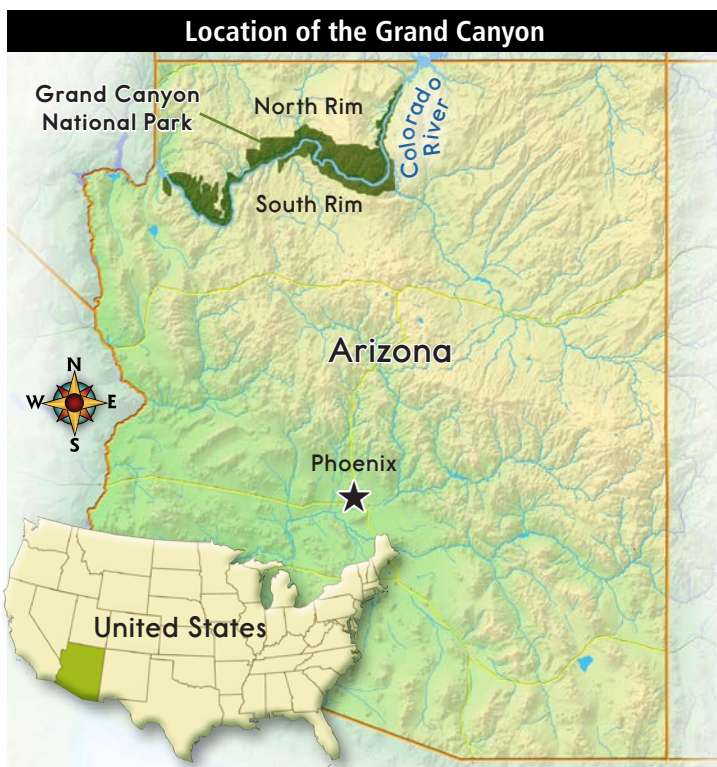 Location of the Grand Canyon
Grand Canyon
National Park
North Rim
Colorado
River
South Rim
Arizona
N
W
E
S
Phoenix
United States